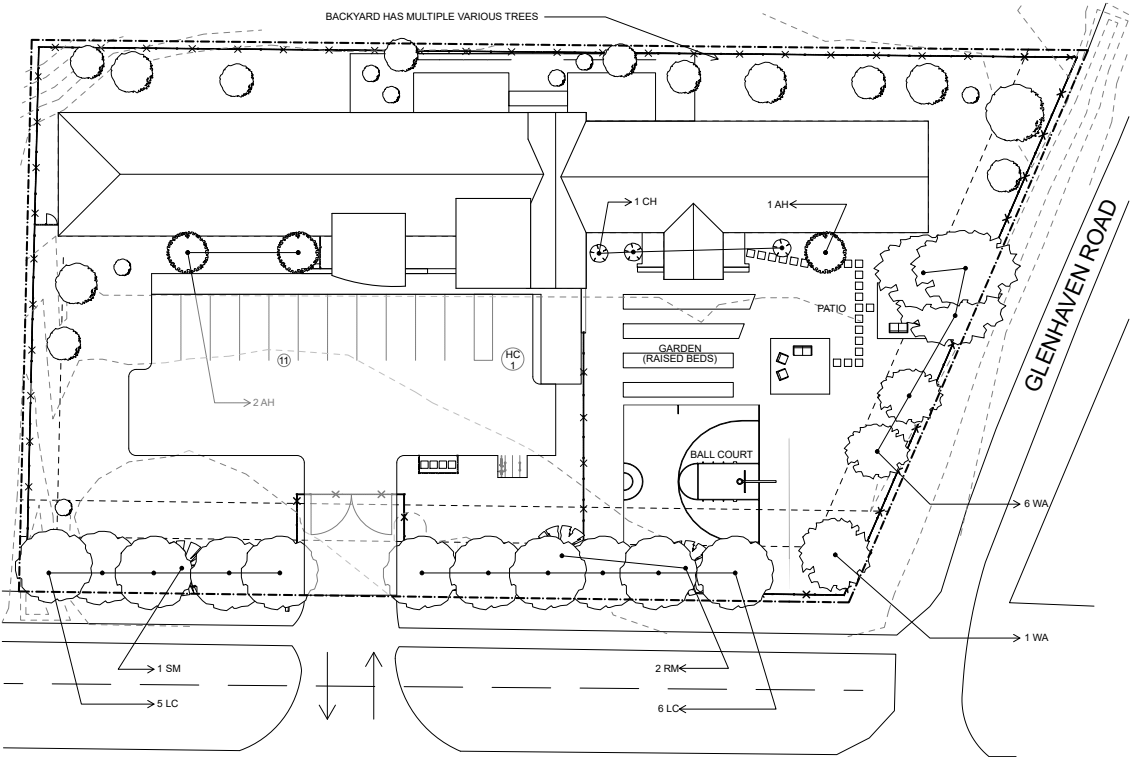 BACKYARD HAS MULTIPLE VARIOUS TREES
1 CH
1 AH
GLENHAVEN ROAD
PATIO
GARDEN
(RAISED BEDS)
11
HC
1
2 AH
BALL COURT
6 WA
1 WA
1 SM
2 RM
5 LC
6 LC